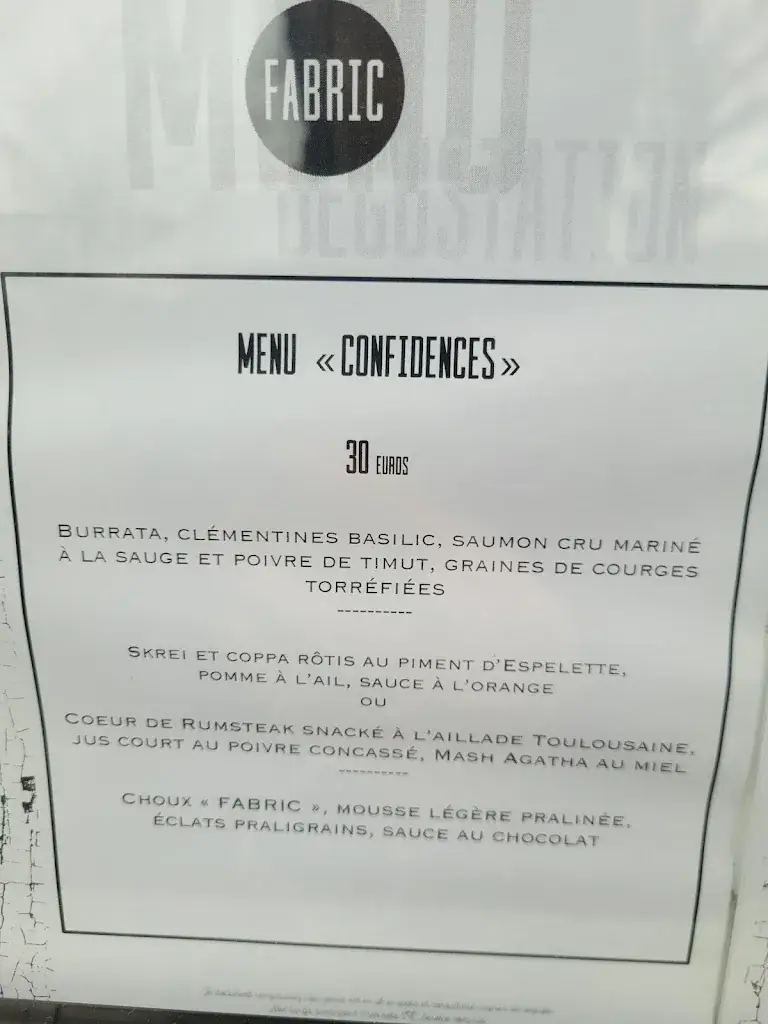 MENU
FABRIC
DEGUSTATION
MENU « CONFIDENCES »
30 EUROS
BURRATA, CLÉMENTINES BASILIC, SAUMON CRU MARINÉ
À LA SAUGE ET POIVRE DE TIMUT, GRAINES DE COURGES
TORRÉFIÉES
----------
SKREI ET COPPA RÔTIS AU PIMENT D'ESPELETTE,
POMME À L'AIL, SAUCE À L'ORANGE
OU
COEUR DE RUMSTEAK SNACKÉ À L'AILLADE TOULOUSAINE,
JUS COURT AU POIVRE CONCASSÉ, MASH AGATHA AU MIEL
----------
CHOUX « FABRIC », MOUSSE LÉGÈRE PRALINÉE,
ÉCLATS PRALIGRAINS, SAUCE AU CHOCOLAT